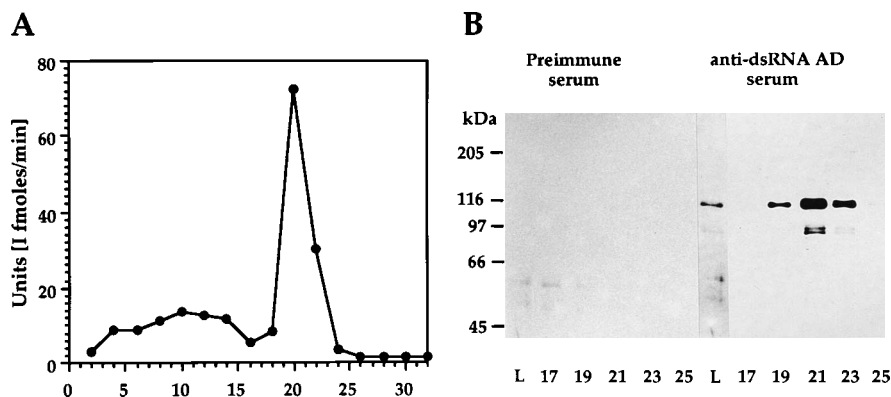 A
Units [I fmoles/min]
80
60
40
20
0
0 5 10 15 20 25 30
B
Preimmune serum
anti-dsRNA AD serum
kDa
205
116
97
66
45
L 17 19 21 23 25 L 17 19 21 23 25